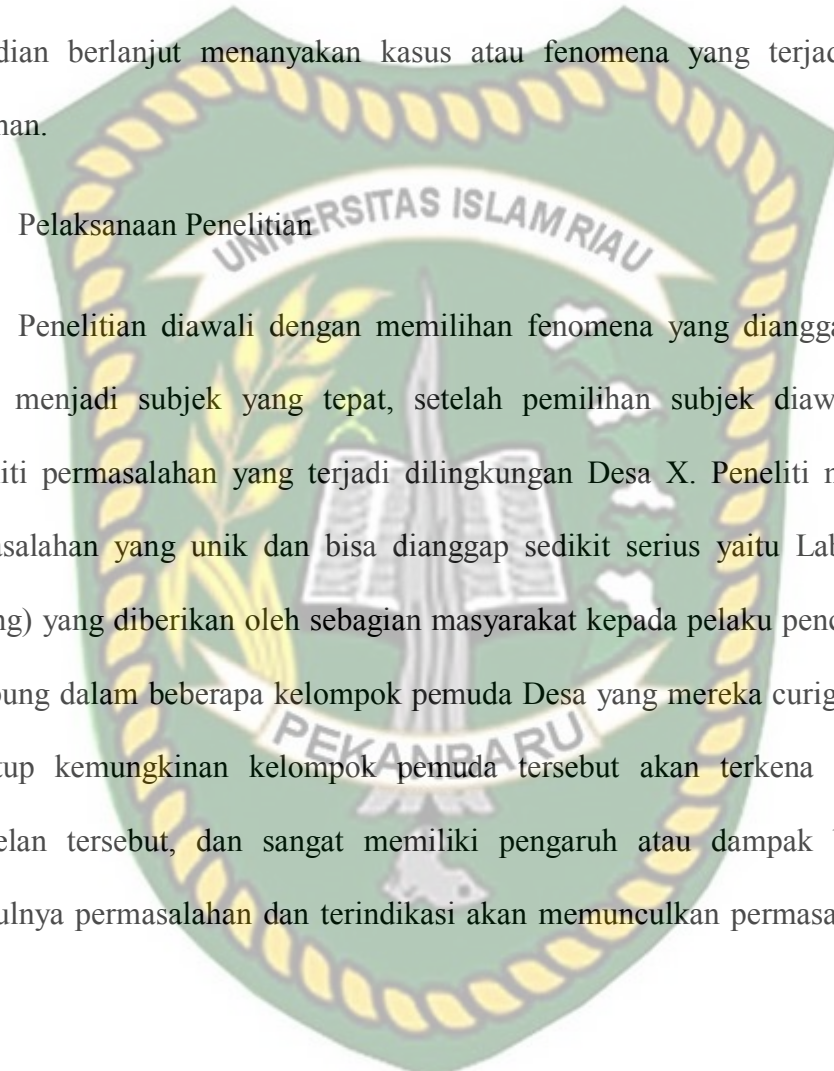 dian berlanjut menanyakan kasus atau fenomena yang terjad
an.
Pelaksanaan Penelitian
UNIVERSITAS ISLAM RIAU
Penelitian diawali dengan memilihan fenomena yang diangga
menjadi subjek yang tepat, setelah pemilihan subjek diaw
iti permasalahan yang terjadi dilingkungan Desa X. Peneliti
asalahan yang unik dan bisa dianggap sedikit serius yaitu Lab
ng) yang diberikan oleh sebagian masyarakat kepada pelaku penc
oung dalam beberapa kelompok pemuda Desa yang mereka curig
PEKANBARU
tup kemungkinan kelompok pemuda tersebut akan terkena
elan tersebut, dan sangat memiliki pengaruh atau dampak
ulnya permasalahan dan terindikasi akan memunculkan permasa